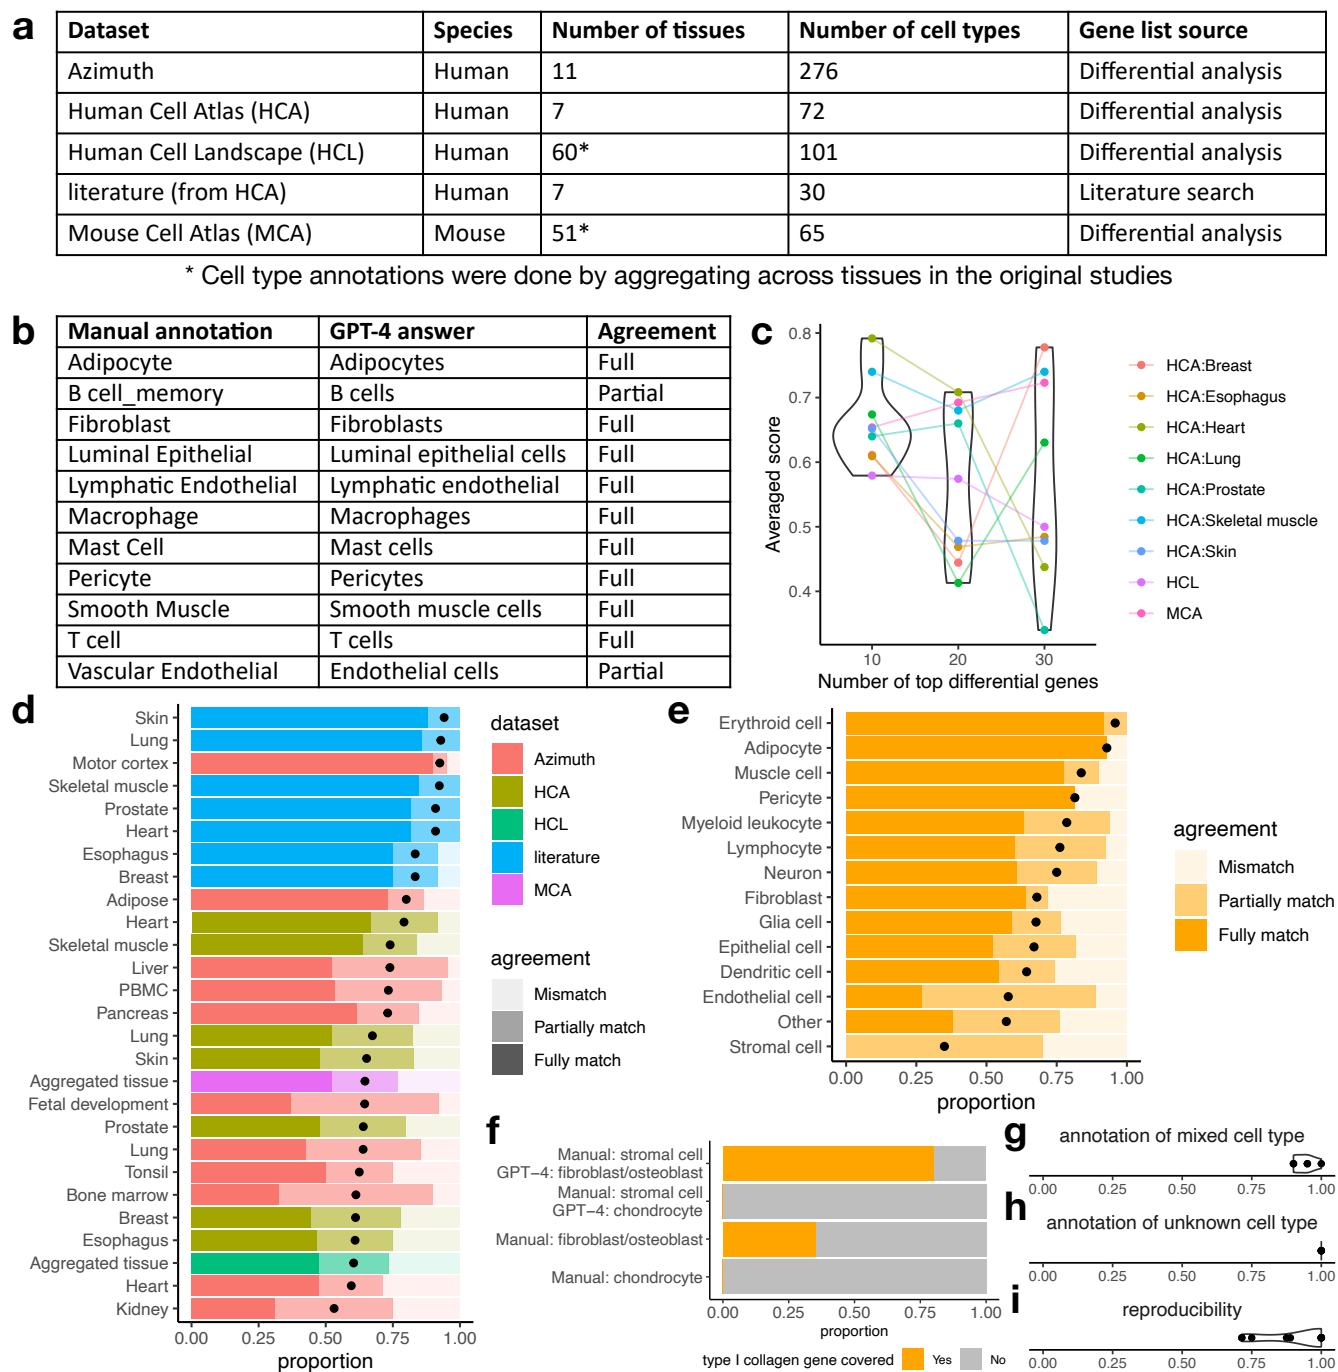 a
Dataset Species Number of tissues Number of cell types Gene list source
Azimuth Human 11 276 Differential analysis
Human Cell Atlas (HCA) Human 7 72 Differential analysis
Human Cell Landscape (HCL) Human 60* 101 Differential analysis
literature (from HCA) Human 7 30 Literature search
Mouse Cell Atlas (MCA) Mouse 51* 65 Differential analysis
* Cell type annotations were done by aggregating across tissues in the original studies
b
Manual annotation GPT-4 answer Agreement
Adipocyte Adipocytes Full
B cell_memory B cells Partial
Fibroblast Fibroblasts Full
Luminal Epithelial Luminal epithelial cells Full
Lymphatic Endothelial Lymphatic endothelial Full
Macrophage Macrophages Full
Mast Cell Mast cells Full
Pericyte Pericytes Full
Smooth Muscle Smooth muscle cells Full
T cell T cells Full
Vascular Endothelial Endothelial cells Partial
c
Averaged score
0.8
0.7
0.6
0.5
0.4
10 20 30
Number of top differential genes
HCA:Breast
HCA:Esophagus
HCA:Heart
HCA:Lung
HCA:Prostate
HCA:Skeletal muscle
HCA:Skin
HCL
MCA
d
Skin
Lung
Motor cortex
Skeletal muscle
Prostate
Heart
Esophagus
Breast
Adipose
Heart
Skeletal muscle
Liver
PBMC
Pancreas
Lung
Skin
Aggregated tissue
Fetal development
Prostate
Lung
Tonsil
Bone marrow
Breast
Esophagus
Aggregated tissue
Heart
Kidney
0.00 0.25 0.50 0.75 1.00
proportion
dataset
Azimuth
HCA
HCL
literature
MCA
agreement
Mismatch
Partially match
Fully match
e
Erythroid cell
Adipocyte
Muscle cell
Pericyte
Myeloid leukocyte
Lymphocyte
Neuron
Fibroblast
Glia cell
Epithelial cell
Dendritic cell
Endothelial cell
Other
Stromal cell
0.00 0.25 0.50 0.75 1.00
proportion
agreement
Mismatch
Partially match
Fully match
f
Manual: stromal cell
GPT−4: fibroblast/osteoblast
Manual: stromal cell
GPT−4: chondrocyte
Manual: fibroblast/osteoblast
Manual: chondrocyte
0.00 0.25 0.50 0.75 1.00
proportion
type I collagen gene covered Yes No
g
annotation of mixed cell type
0.00 0.25 0.50 0.75 1.00
h
annotation of unknown cell type
0.00 0.25 0.50 0.75 1.00
i
reproducibility
0.00 0.25 0.50 0.75 1.00